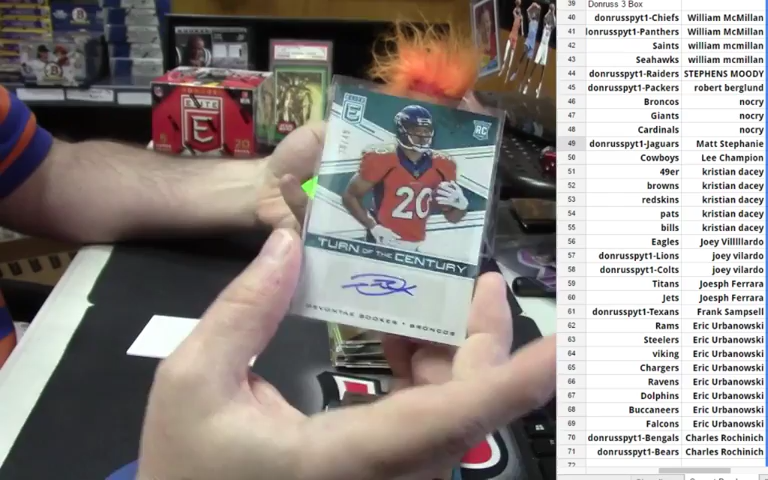 ELITE
E
20
RC
20
TURN OF THE CENTURY
DEVONTAE BOOKER • BRONCOS
39 Donruss 3 Box
40 donrusspyt1-Chiefs William McMillan
41 lonrusspyt1-Panthers William McMillan
42 Saints william mcmillan
43 Seahawks william mcmillan
44 donrusspyt1-Raiders STEPHENS MOODY
45 donrusspyt1-Packers robert berglund
46 Broncos nocry
47 Giants nocry
48 Cardinals nocry
49 donrusspyt1-Jaguars Matt Stephanie
50 Cowboys Lee Champion
51 49er kristian dacey
52 browns kristian dacey
53 redskins kristian dacey
54 pats kristian dacey
55 bills kristian dacey
56 Eagles Joey Villlllardo
57 donrusspyt1-Lions joey vilardo
58 donrusspyt1-Colts joey vilardo
59 Titans Joesph Ferrara
60 Jets Joesph Ferrara
61 donrusspyt1-Texans Frank Sampsell
62 Rams Eric Urbanowski
63 Steelers Eric Urbanowski
64 viking Eric Urbanowski
65 Chargers Eric Urbanowski
66 Ravens Eric Urbanowski
67 Dolphins Eric Urbanowski
68 Buccaneers Eric Urbanowski
69 Falcons Eric Urbanowski
70 donrusspyt1-Bengals Charles Rochinich
71 donrusspyt1-Bears Charles Rochinich